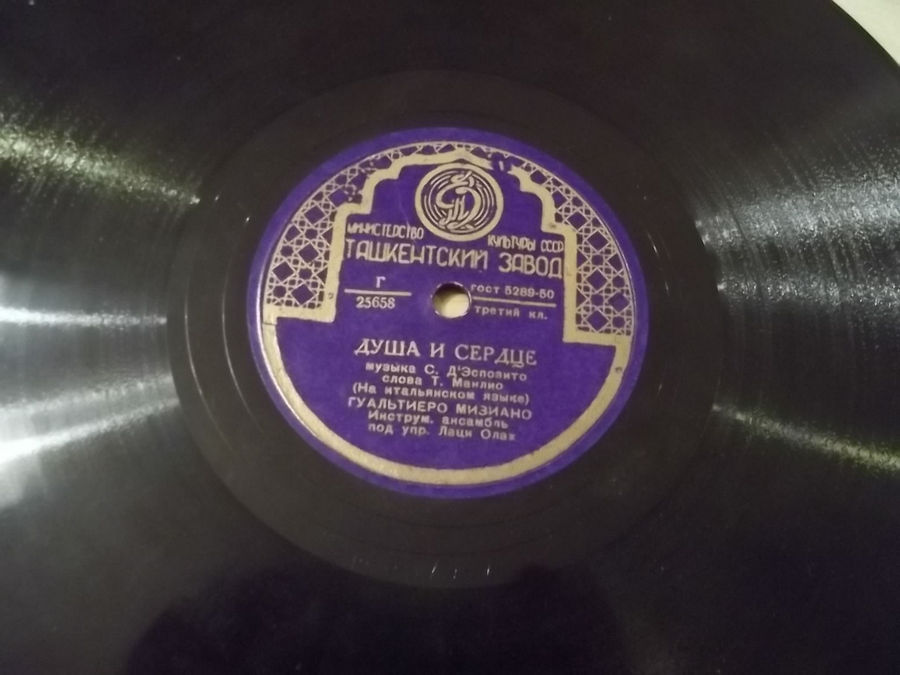 МИНИСТЕРСТВО КУЛЬТУРЫ СССР
ТАШКЕНТСКИЙ ЗАВОД
Г
25658
ГОСТ 5289-50
третий кл.
ДУША И СЕРДЦЕ
музыка С. Д'Эспозито
слова Т. Манлио
(На итальянском языке)
ГУАЛЬТИЕРО МИЗИАНО
Инструм. ансамбль
под упр. Лаци Олах